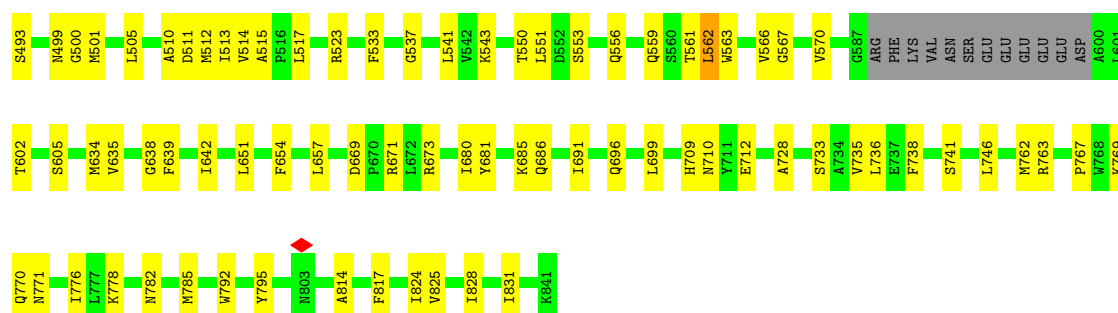 S493 N499 G500 M501 L505 A510 D511 M512 I513 V514 A515 P516 L517 R523 F533 G537 L541 V542 K543 T550 L551 D552 S553 Q556 Q559 S560 T561 L562 W563 V566 G567 V570 G587 ARG PHE LYS VAL ASN SER GLU GLU GLU GLU GLU ASP A600 L601
T602 S605 M634 V635 G638 F639 I642 L651 F654 L657 D669 P670 R671 L672 R673 I680 Y681 K685 Q686 I691 Q696 L699 H709 N710 Y711 E712 A728 S733 A734 V735 L736 E737 F738 S741 L746 M762 R763 P767 W768 K769
Q770 N771 I776 L777 K778 N782 M785 W792 Y795 N803 A814 F817 I824 V825 I828 I831 K841